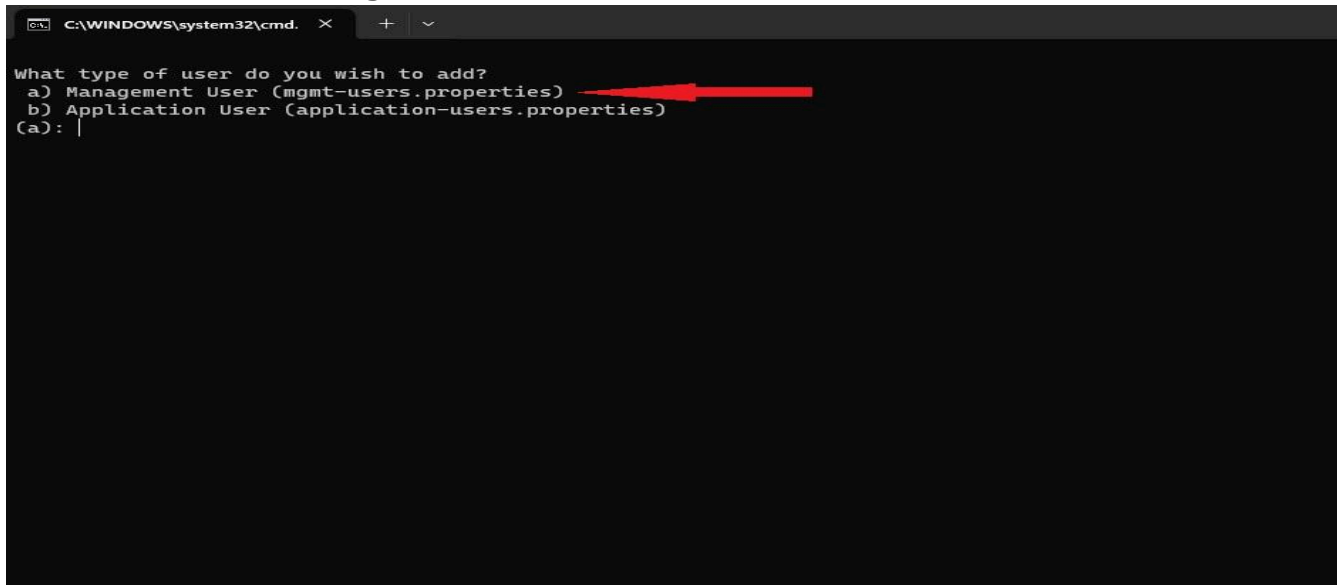 C:\WINDOWS\system32\cmd.
What type of user do you wish to add?
a) Management User (mgmt-users.properties)
b) Application User (application-users.properties)
(a):